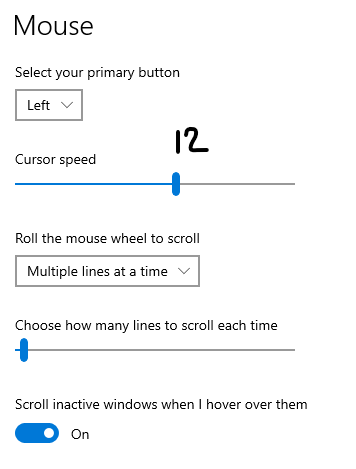 Mouse
Select your primary button
Left
12
Cursor speed
Roll the mouse wheel to scroll
Multiple lines at a time
Choose how many lines to scroll each time
Scroll inactive windows when I hover over them
On